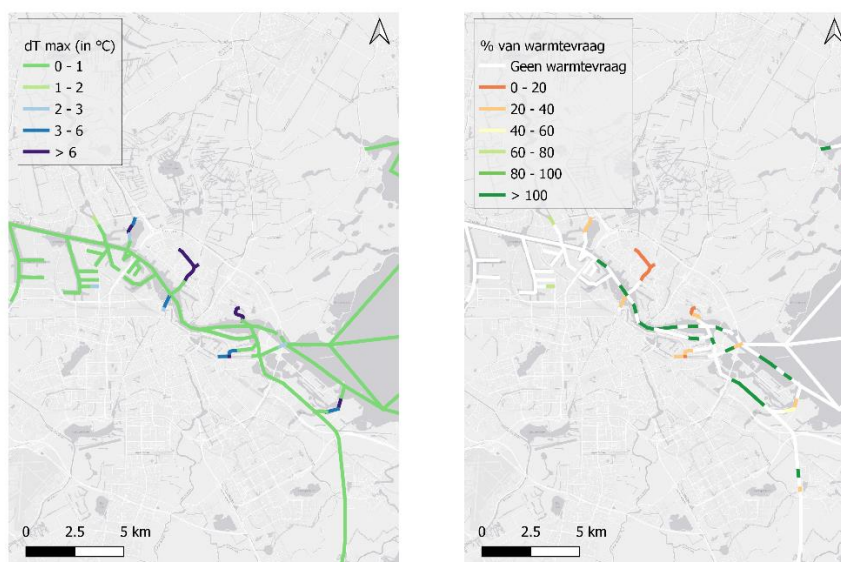 dT max (in °C)
0 - 1
1 - 2
2 - 3
3 - 6
> 6
0 2.5 5 km
% van warmtevraag
Geen warmtevraag
0 - 20
20 - 40
40 - 60
60 - 80
80 - 100
> 100
0 2.5 5 km